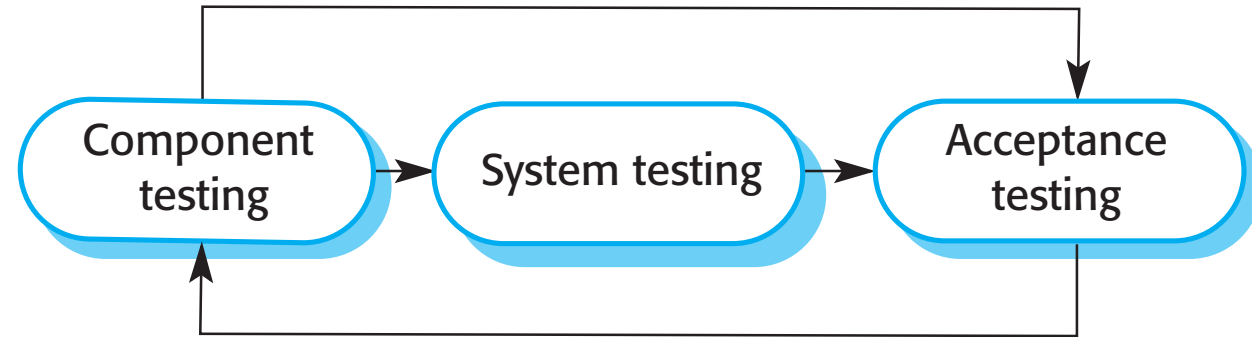 Component
testing
System testing
Acceptance
testing